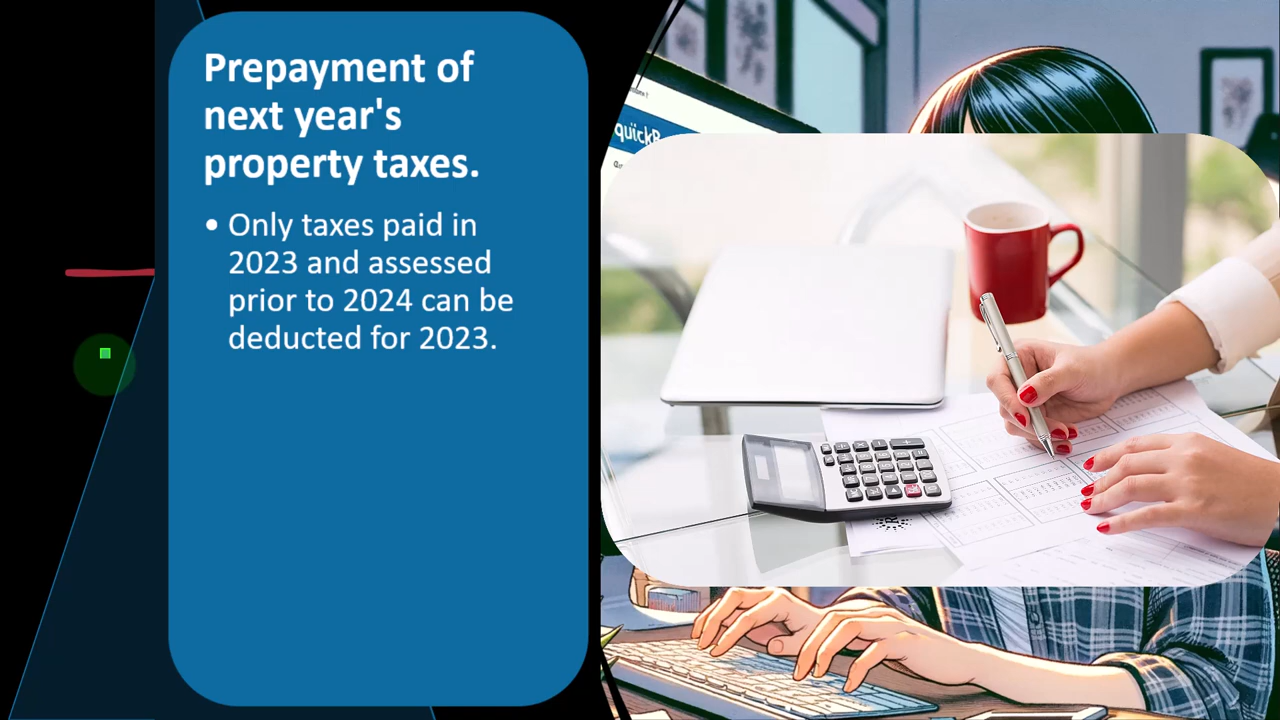 Prepayment of
next year's
property taxes.
• Only taxes paid in
2023 and assessed
prior to 2024 can be
deducted for 2023.
quickB